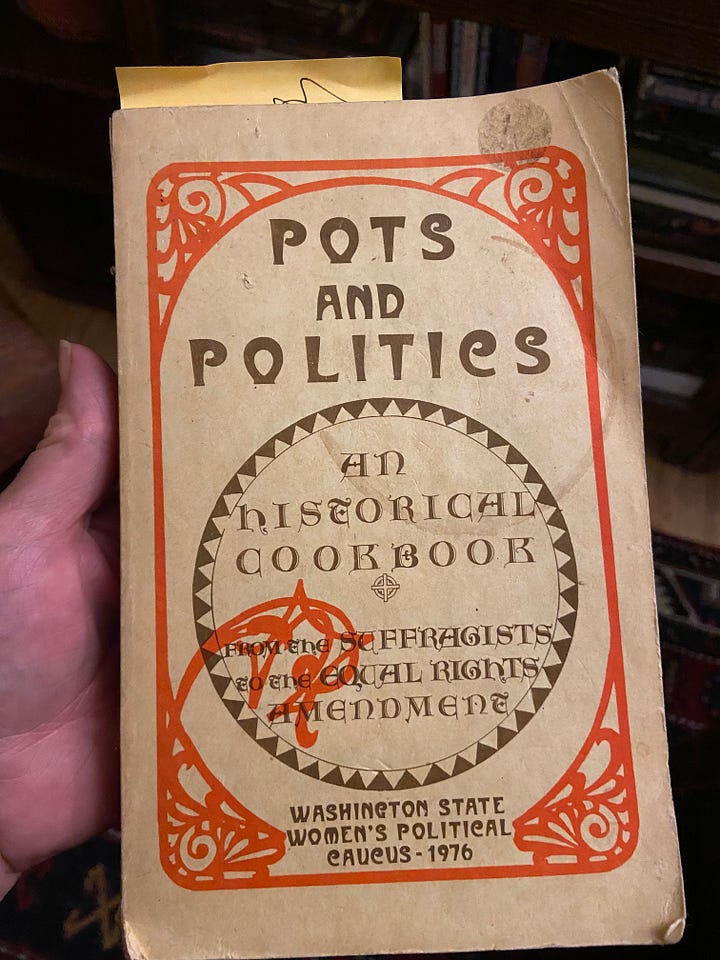 POTS
AND
POLITICS
AN
HISTORICAL
COOKBOOK
FROM the SUFFRAGISTS
TO the EQUAL RIGHTS
AMENDMENT
WASHINGTON STATE
WOMEN'S POLITICAL
CAUCUS - 1976